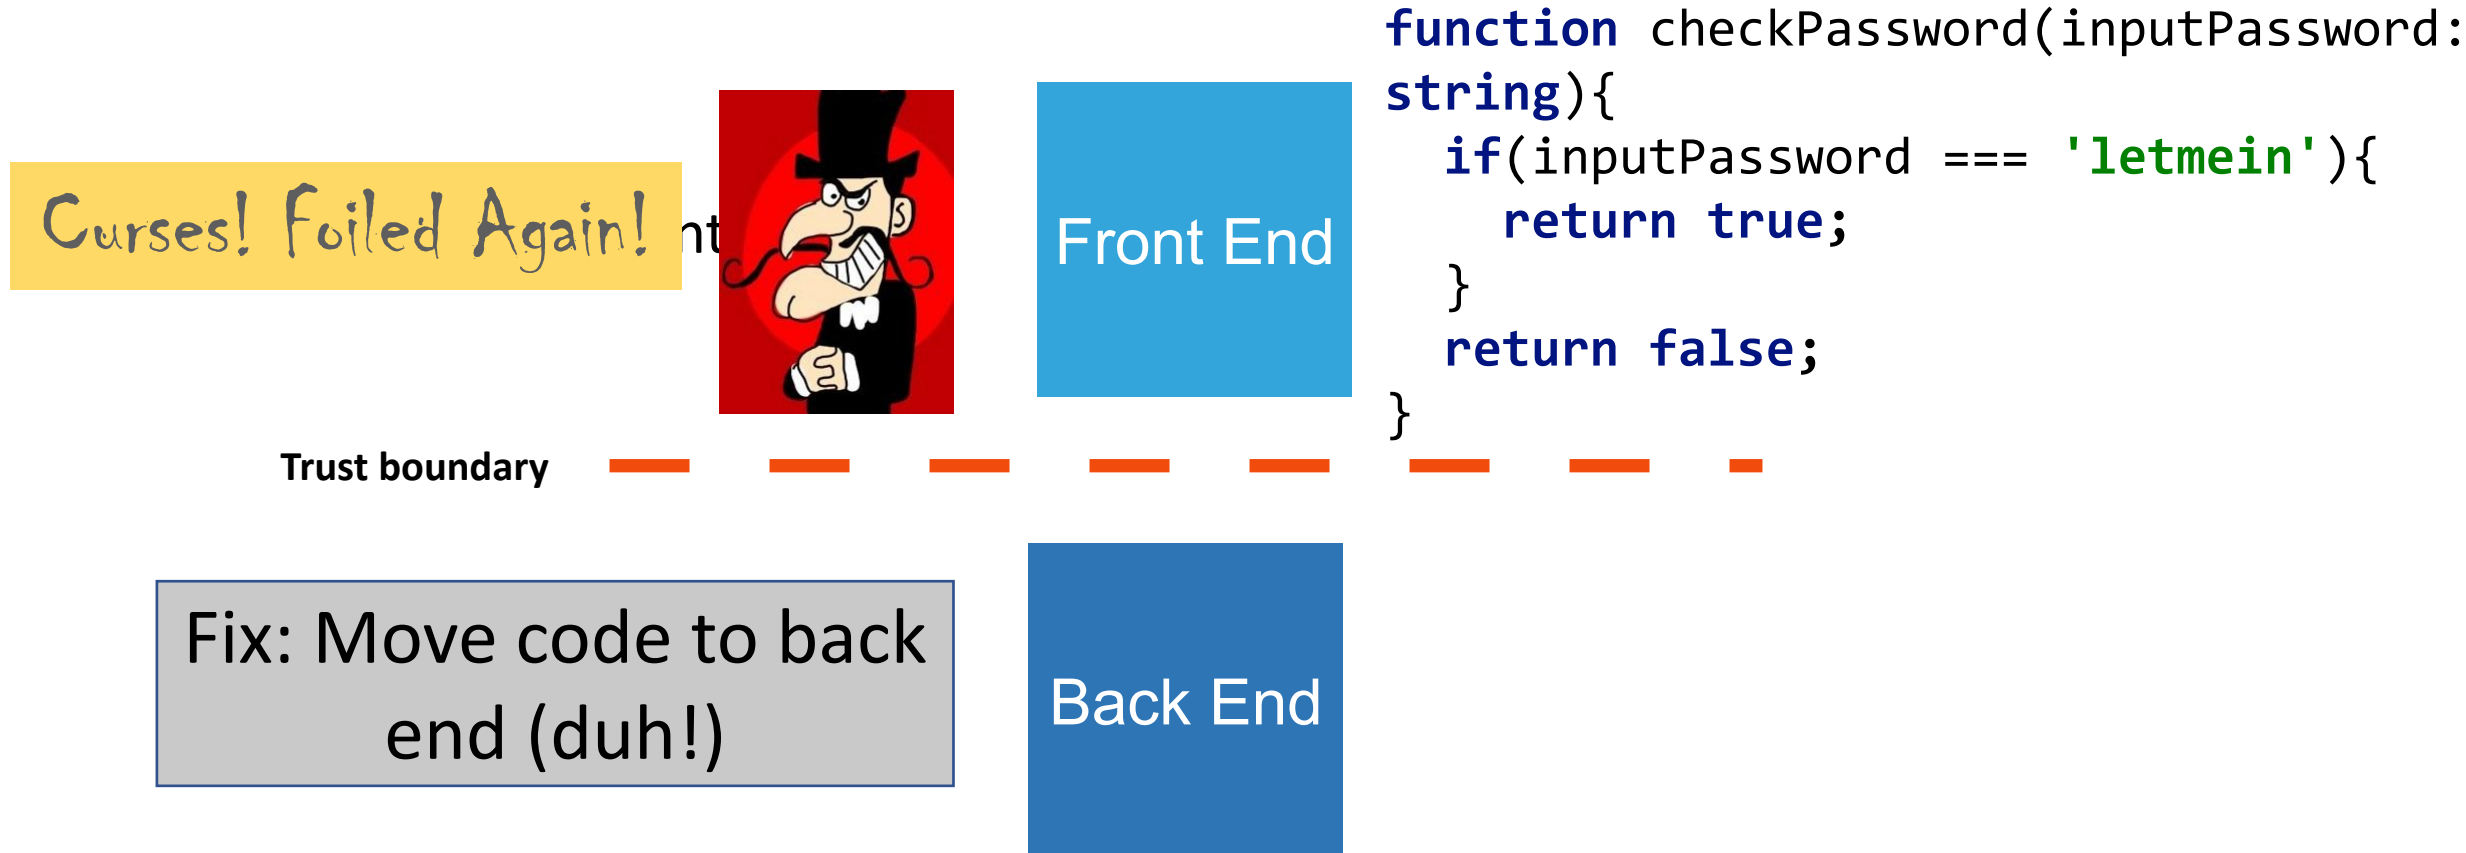 function checkPassword(inputPassword:
string){
if(inputPassword === 'letmein'){
return true;
}
return false;
}
Curses! Foiled Again!
Front End
Trust boundary
Fix: Move code to back
end (duh!)
Back End